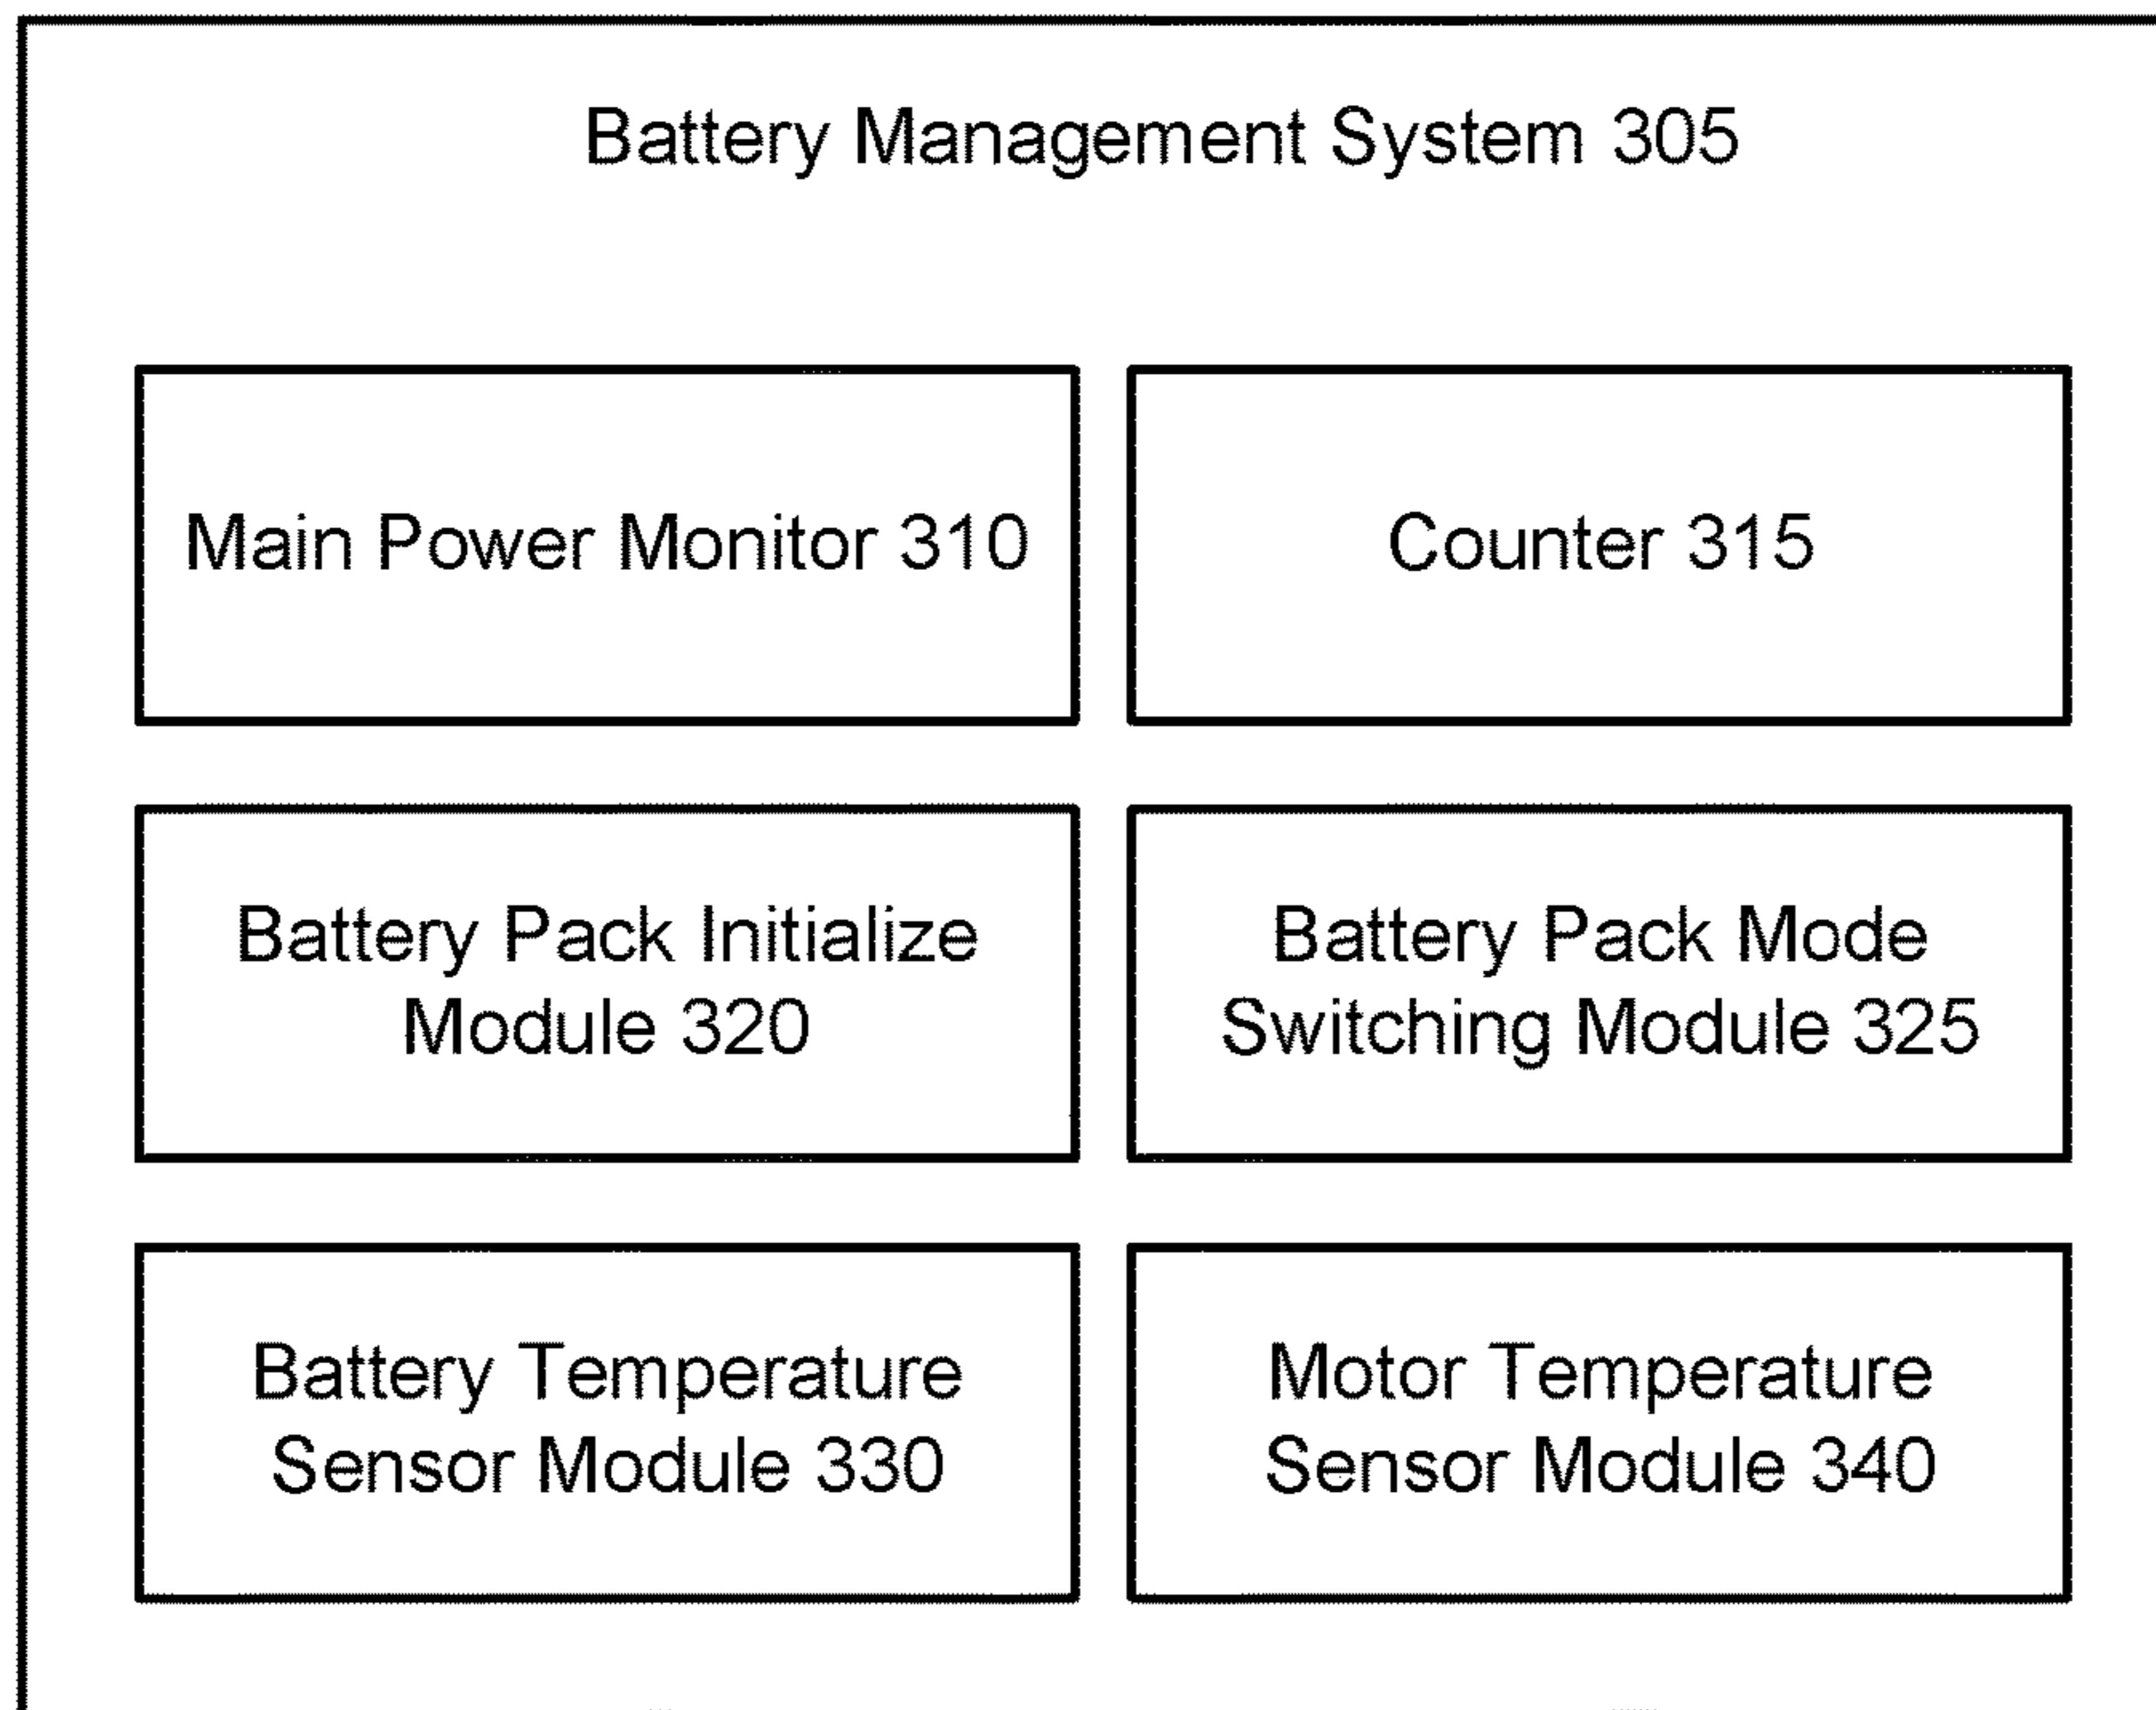 Battery Management System 305
Main Power Monitor 310
Counter 315
Battery Pack Initialize
Module 320
Battery Pack Mode
Switching Module 325
Battery Temperature
Sensor Module 330
Motor Temperature
Sensor Module 340